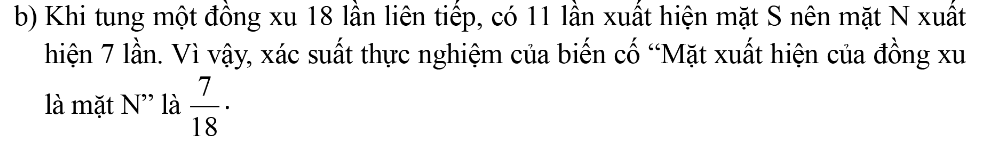 b) Khi tung một đồng xu 18 lần liên tiếp, có 11 lần xuất hiện mặt S nên mặt N xuất
hiện 7 lần. Vì vậy, xác suất thực nghiệm của biến cố “Mặt xuất hiện của đồng xu
là mặt N” là 7/18.